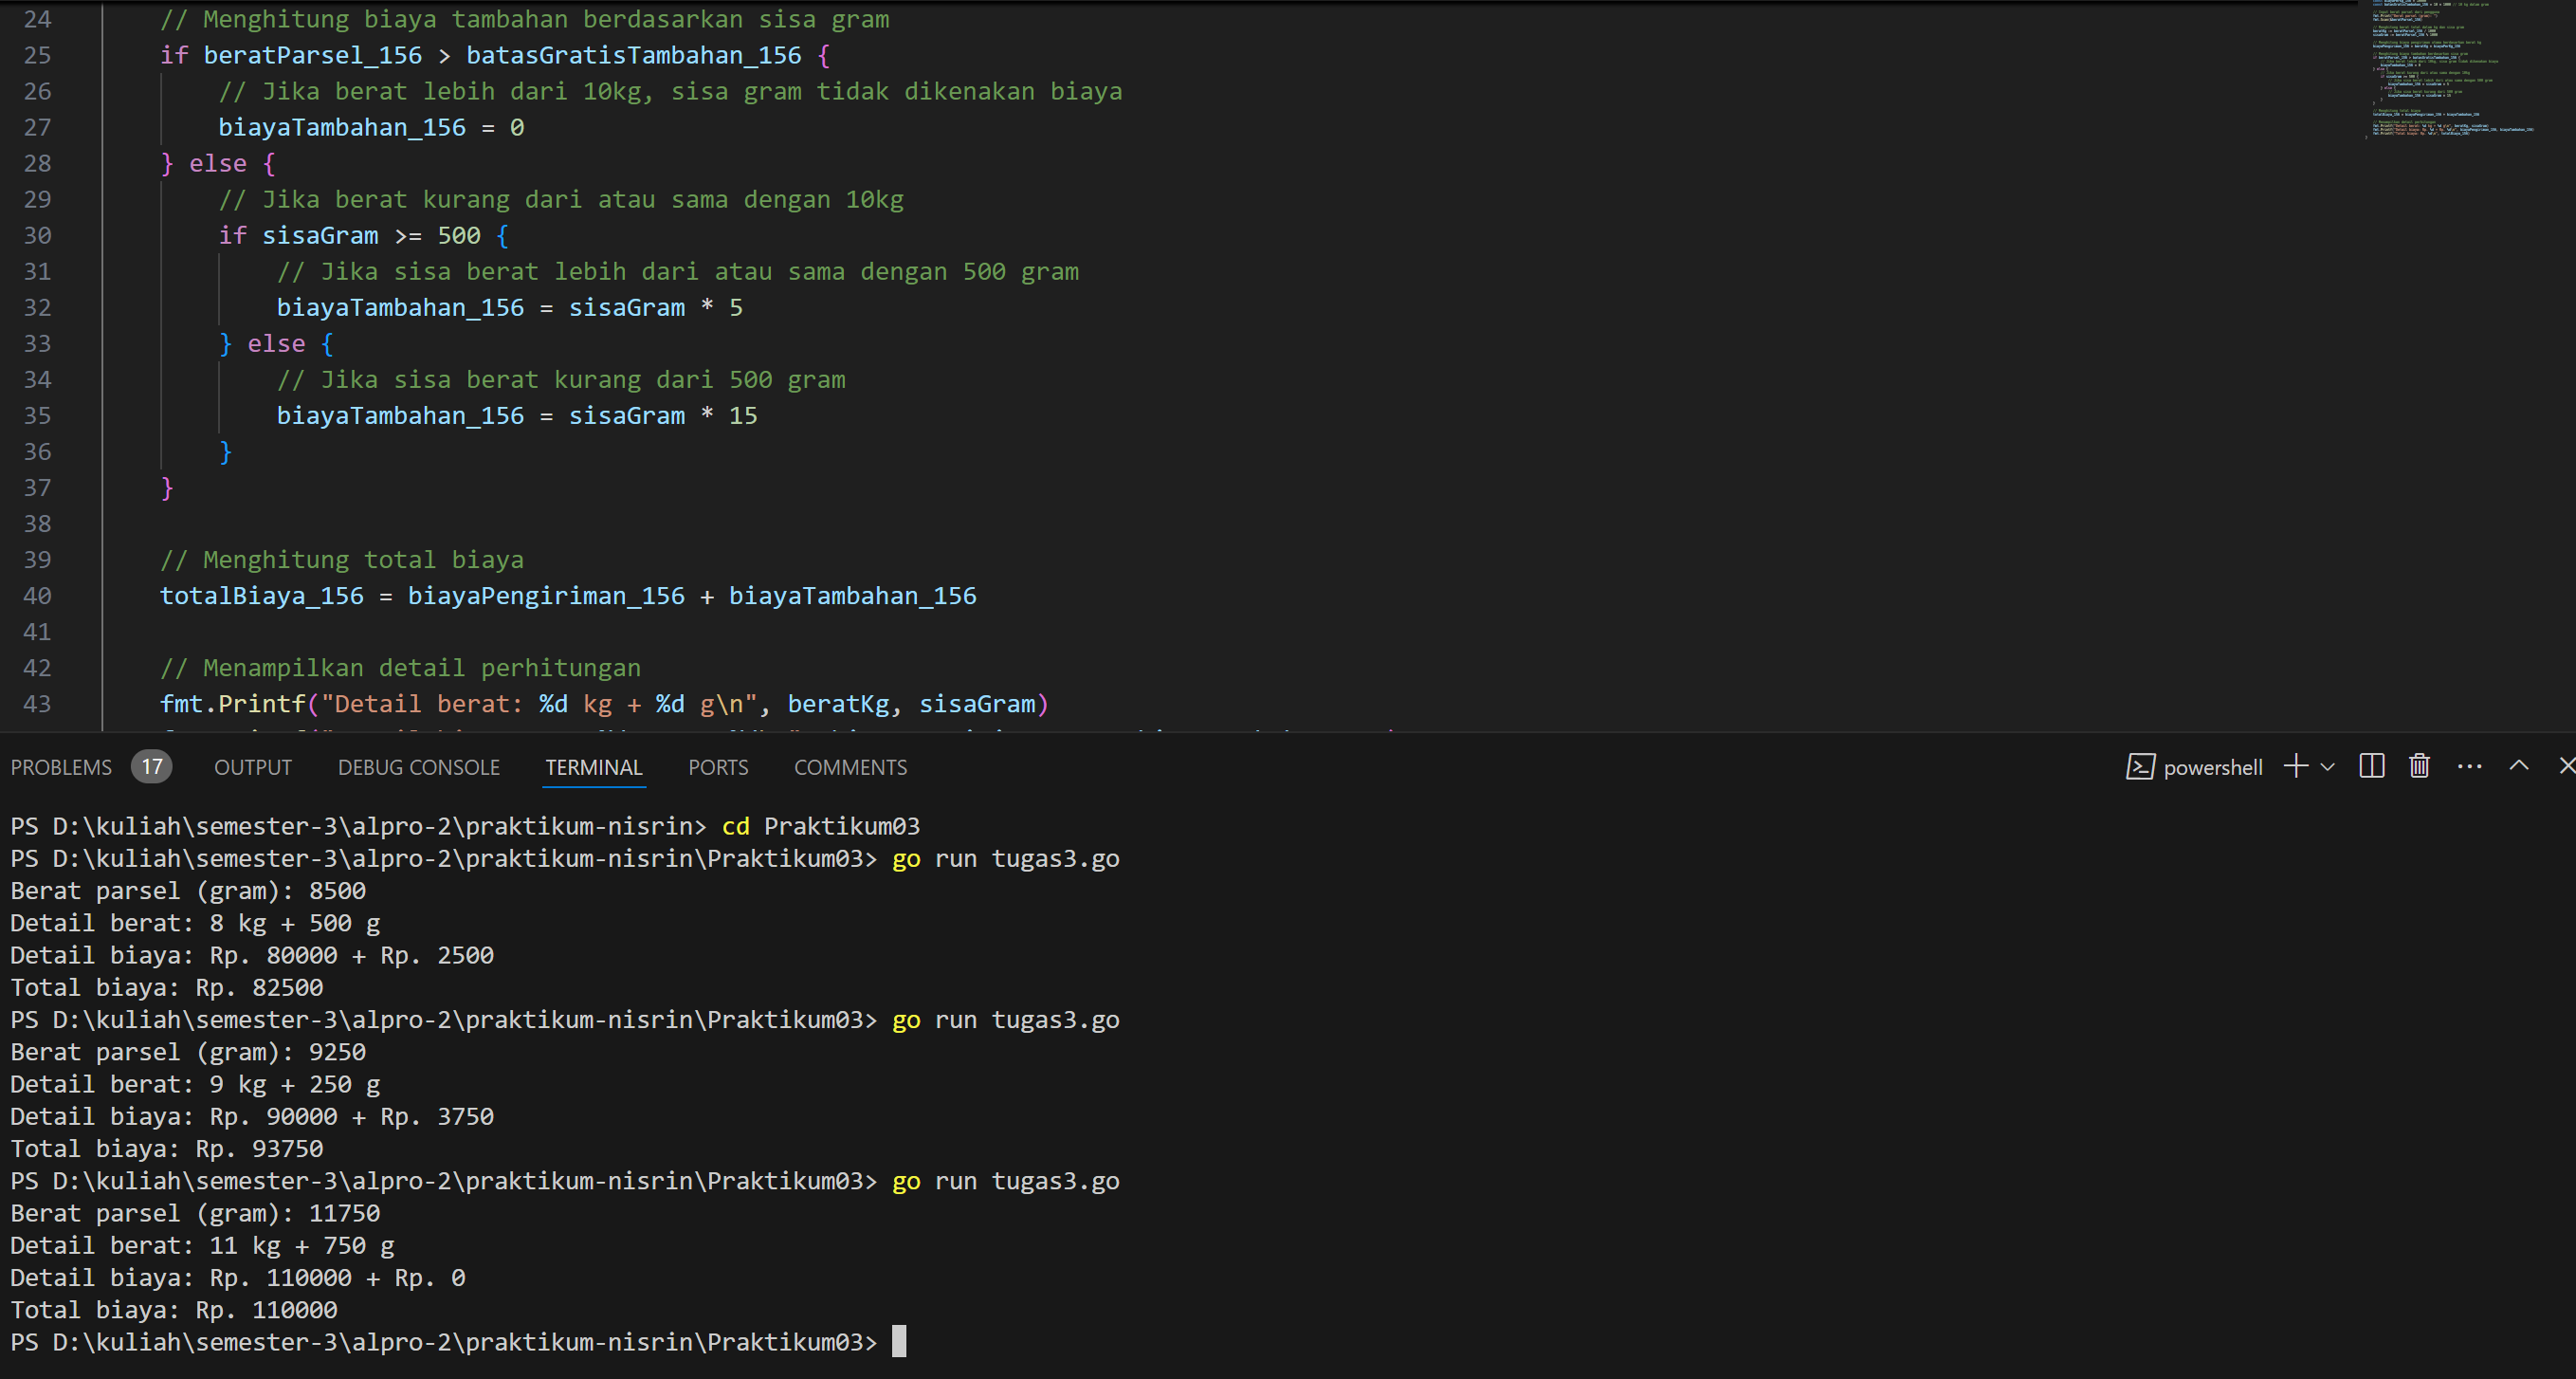 24 // Menghitung biaya tambahan berdasarkan sisa gram
25 if beratParsel_156 > batasGratisTambahan_156 {
26 // Jika berat lebih dari 10kg, sisa gram tidak dikenakan biaya
27 biayaTambahan_156 = 0
28 } else {
29 // Jika berat kurang dari atau sama dengan 10kg
30 if sisaGram >= 500 {
31 // Jika sisa berat lebih dari atau sama dengan 500 gram
32 biayaTambahan_156 = sisaGram * 5
33 } else {
34 // Jika sisa berat kurang dari 500 gram
35 biayaTambahan_156 = sisaGram * 15
36 }
37 }
38
39 // Menghitung total biaya
40 totalBiaya_156 = biayaPengiriman_156 + biayaTambahan_156
41
42 // Menampilkan detail perhitungan
43 fmt.Printf("Detail berat: %d kg + %d g\n", beratKg, sisaGram)
PROBLEMS 17 OUTPUT DEBUG CONSOLE TERMINAL PORTS COMMENTS powershell
PS D:\kuliah\semester-3\alpro-2\praktikum-nisrin> cd Praktikum03
PS D:\kuliah\semester-3\alpro-2\praktikum-nisrin\Praktikum03> go run tugas3.go
Berat parsel (gram): 8500
Detail berat: 8 kg + 500 g
Detail biaya: Rp. 80000 + Rp. 2500
Total biaya: Rp. 82500
PS D:\kuliah\semester-3\alpro-2\praktikum-nisrin\Praktikum03> go run tugas3.go
Berat parsel (gram): 9250
Detail berat: 9 kg + 250 g
Detail biaya: Rp. 90000 + Rp. 3750
Total biaya: Rp. 93750
PS D:\kuliah\semester-3\alpro-2\praktikum-nisrin\Praktikum03> go run tugas3.go
Berat parsel (gram): 11750
Detail berat: 11 kg + 750 g
Detail biaya: Rp. 110000 + Rp. 0
Total biaya: Rp. 110000
PS D:\kuliah\semester-3\alpro-2\praktikum-nisrin\Praktikum03>